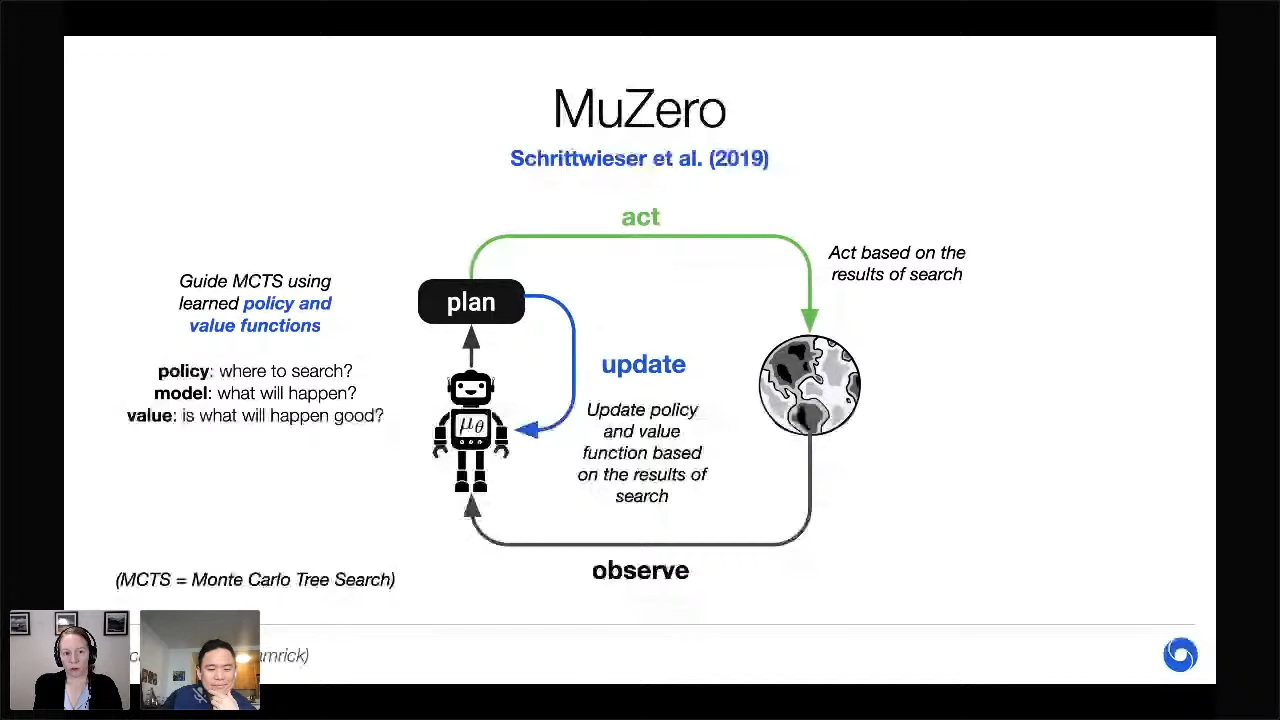 MuZero
Schrittwieser et al. (2019)
act
Act based on the
results of search
Guide MCTS using
learned policy and
value functions
plan
policy: where to search?
model: what will happen?
value: is what will happen good?
update
Update policy
and value
function based
on the results of
search
μθ
observe
(MCTS = Monte Carlo Tree Search)